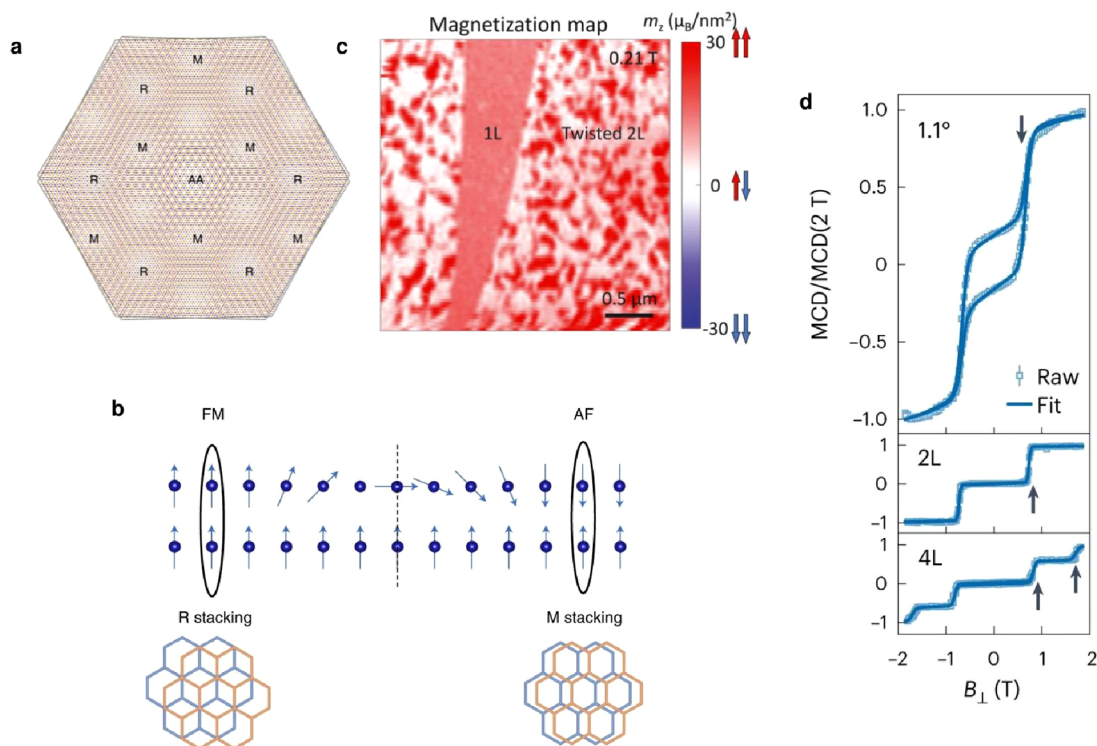 a
M
R
R
M
M
R
AA
R
M
M
M
R
R
c
Magnetization map
m_z (μ_B/nm²)
30
0.21 T
1L
Twisted 2L
0
0.5 μm
-30
d
1.1°
1.0
0.5
0
−0.5
−1.0
MCD/MCD(2 T)
Raw
Fit
2L
1
0
−1
4L
1
0
−1
−2
−1
0
1
2
B⊥ (T)
b
FM
AF
R stacking
M stacking